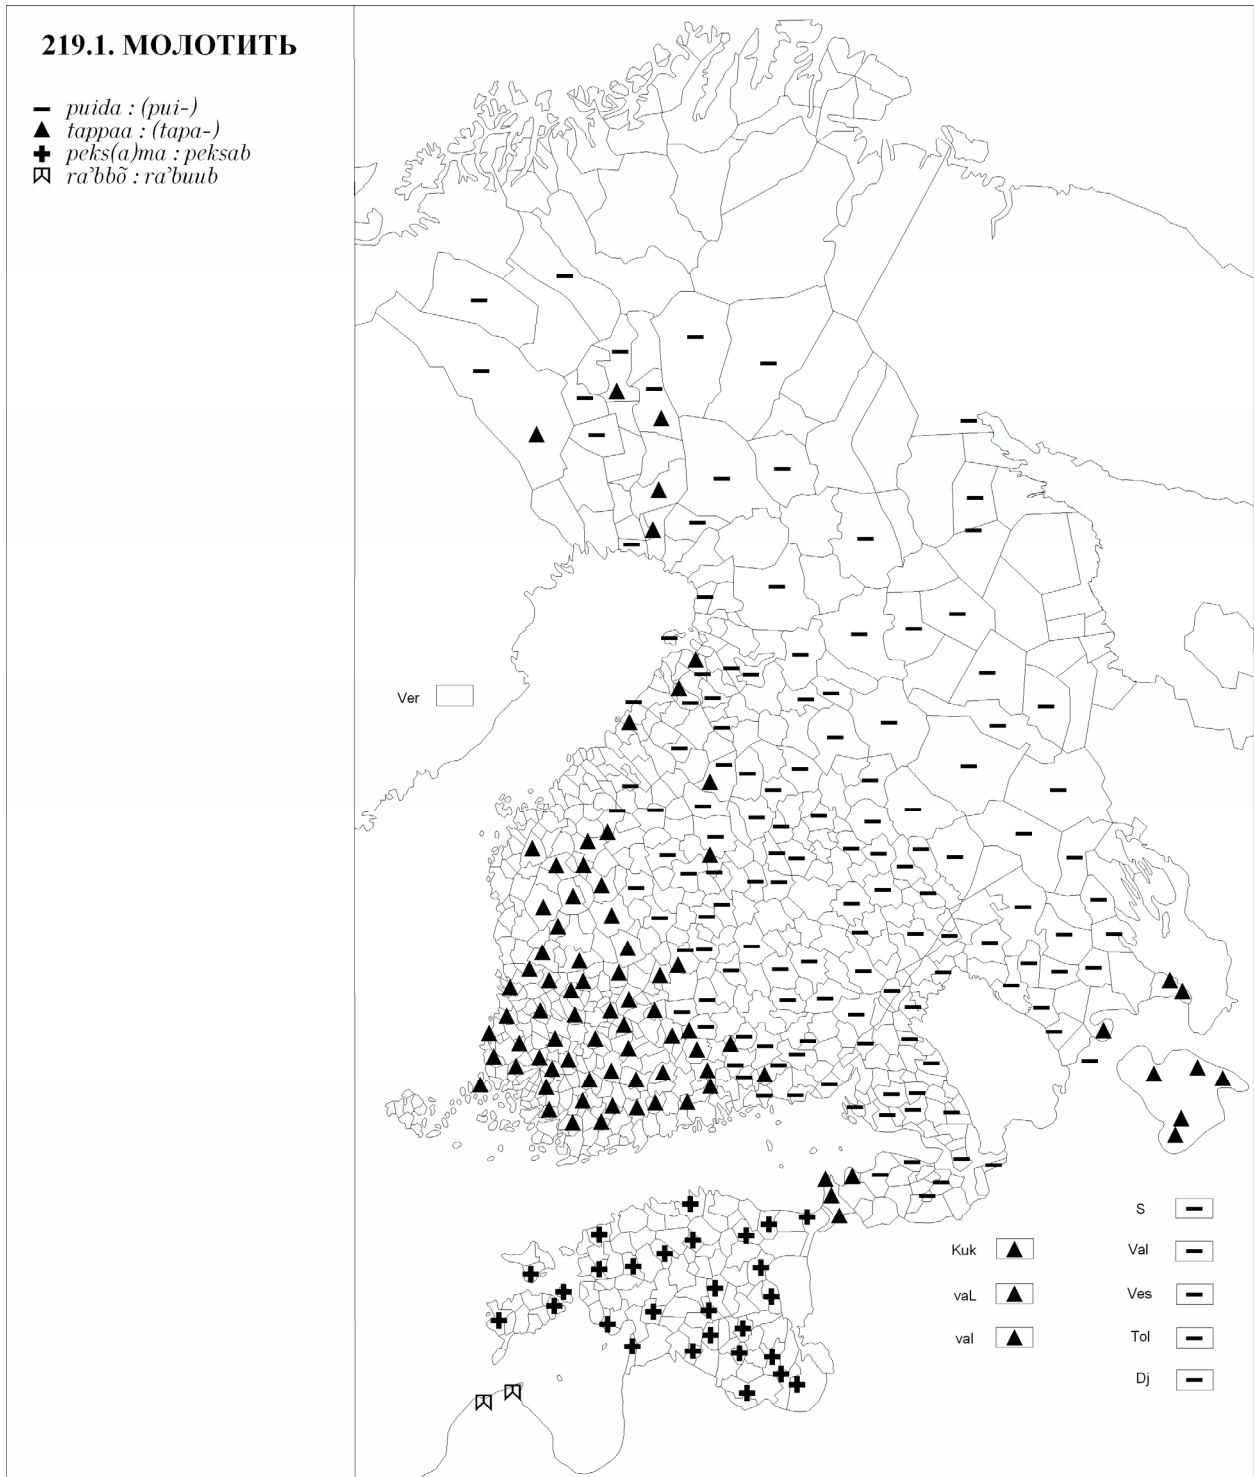 219.1. МОЛОТИТЬ
puida : (pui-)
tappaa : (tapa-)
peks(a)ma : peksab
ra’bbõ : ra’buub
Ver
S
Kuk
Val
vaL
Ves
val
Tol
Dj